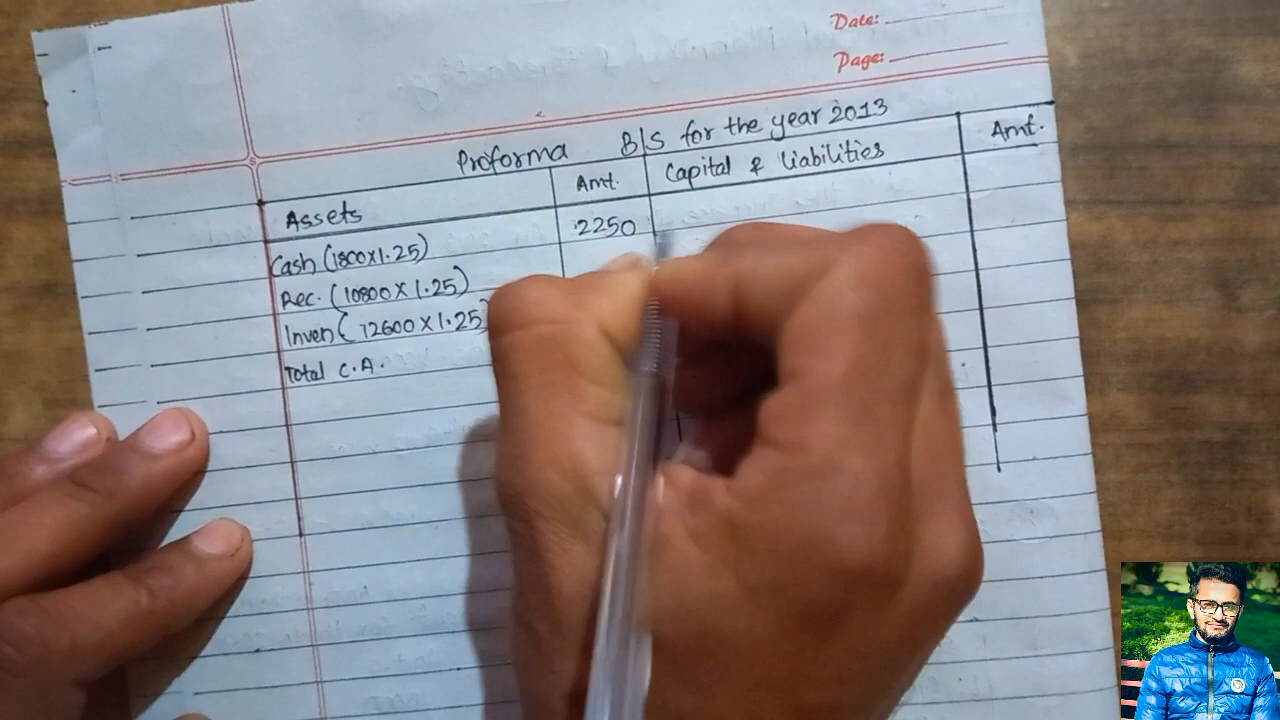 Date:
Page:
Proforma B/S for the year 2013
Assets Amt. Capital & Liabilities Amt.
Cash (1800x1.25) 2250
Rec. (10800 X 1.25)
Inven( 12600 X 1.25)
Total C.A.